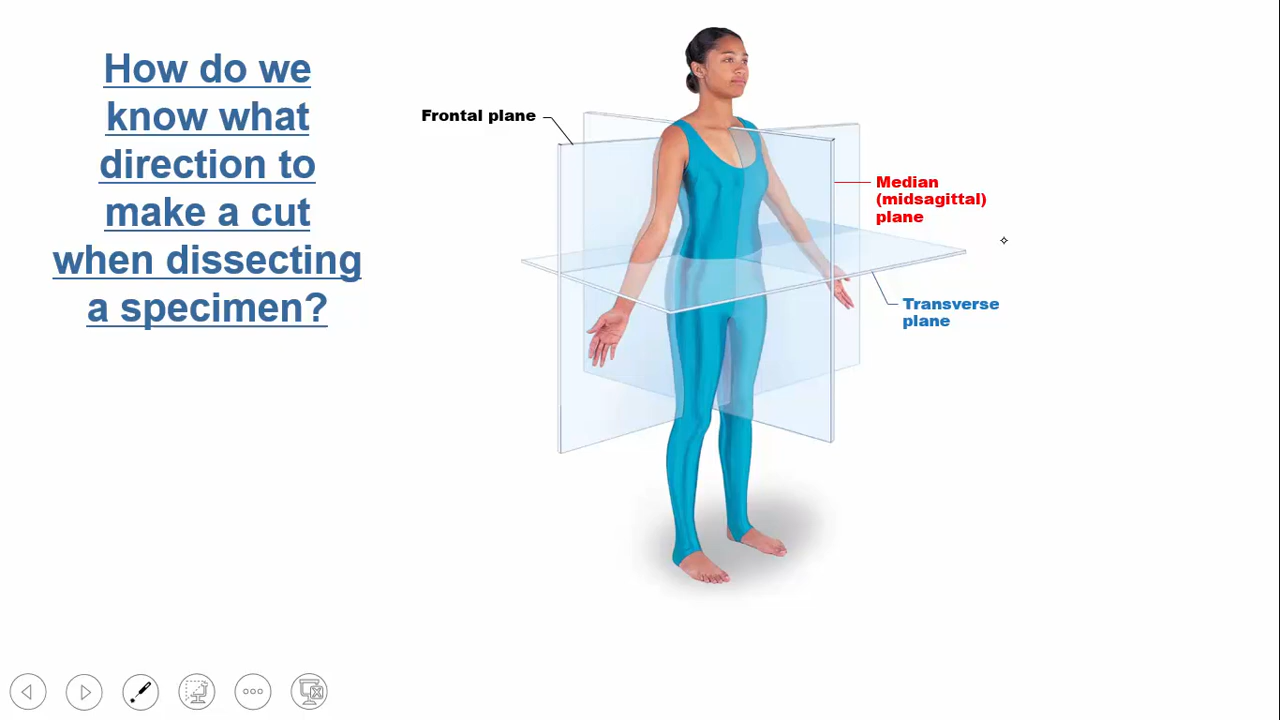 How do we
know what
direction to
make a cut
when dissecting
a specimen?
Frontal plane
Median
(midsagittal)
plane
Transverse
plane